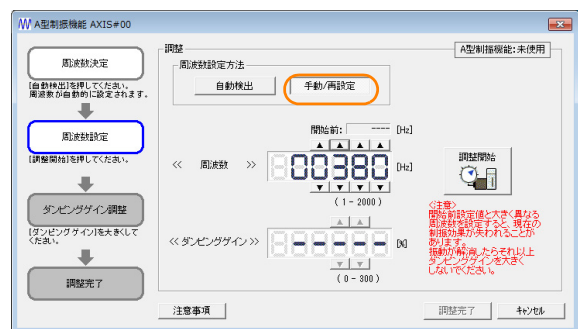 A型制振機能 AXIS#00
周波数決定
[自動検出]を押してください。
周波数が自動的に設定されます。
周波数設定
[調整開始]を押してください。
ダンピングゲイン調整
[ダンピングゲイン]を大きくして
ください。
調整完了
調整
A型制振機能:未使用
周波数設定方法
自動検出
手動/再設定
開始前: ---- [Hz]
<< 周波数 >>
00380 [Hz]
(1 - 2000)
<< ダンピングゲイン >>
----- [%]
(0 - 300)
調整開始
<注意>
開始前設定値と大きく異なる
周波数を設定すると、現在の
制振効果が失われることが
あります。
振動が解消したらそれ以上
ダンピングゲインを大きく
しないでください。
注意事項
調整完了
キャンセル